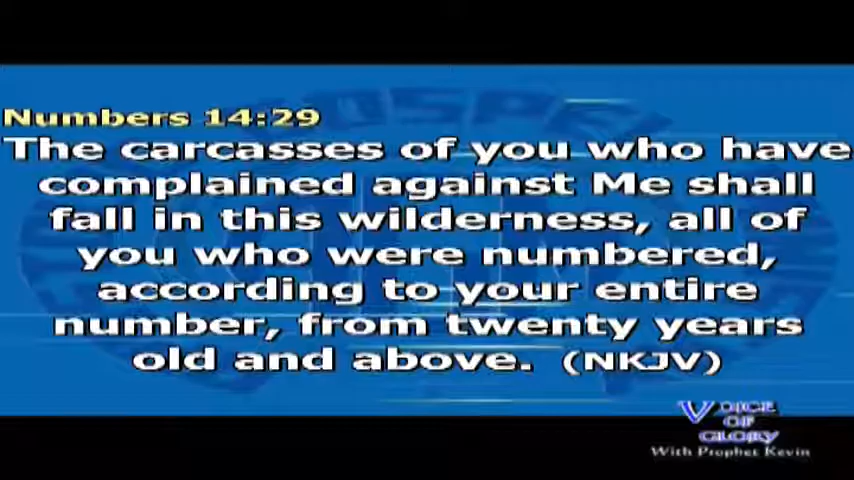 Numbers 14:29
The carcasses of you who have
complained against Me shall
fall in this wilderness, all of
you who were numbered,
according to your entire
number, from twenty years
old and above. (NKJV)
VOICE
OF
GLORY
With Prophet Kevin